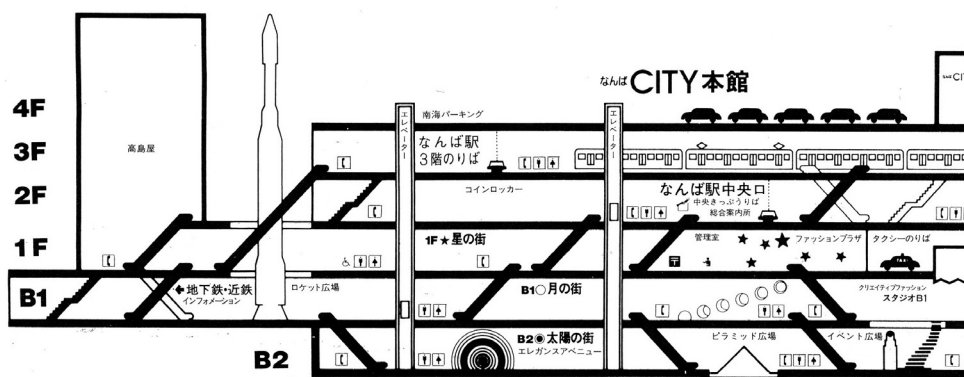 なんば CITY 本館
4F
南海パーキング
エレベーター
エレベーター
3F
高島屋
なんば駅
3階のりば
2F
コインロッカー
なんば駅中央口
中央きっぷうりば
総合案内所
1F
1F★星の街
管理室
ファッションプラザ
タクシーのりば
TAXI
B1
地下鉄・近鉄
インフォメーション
ロケット広場
B1○月の街
クリエイティブファッション
スタジオB1
B2
B2◉太陽の街
エレガンスアベニュー
ピラミッド広場
イベント広場